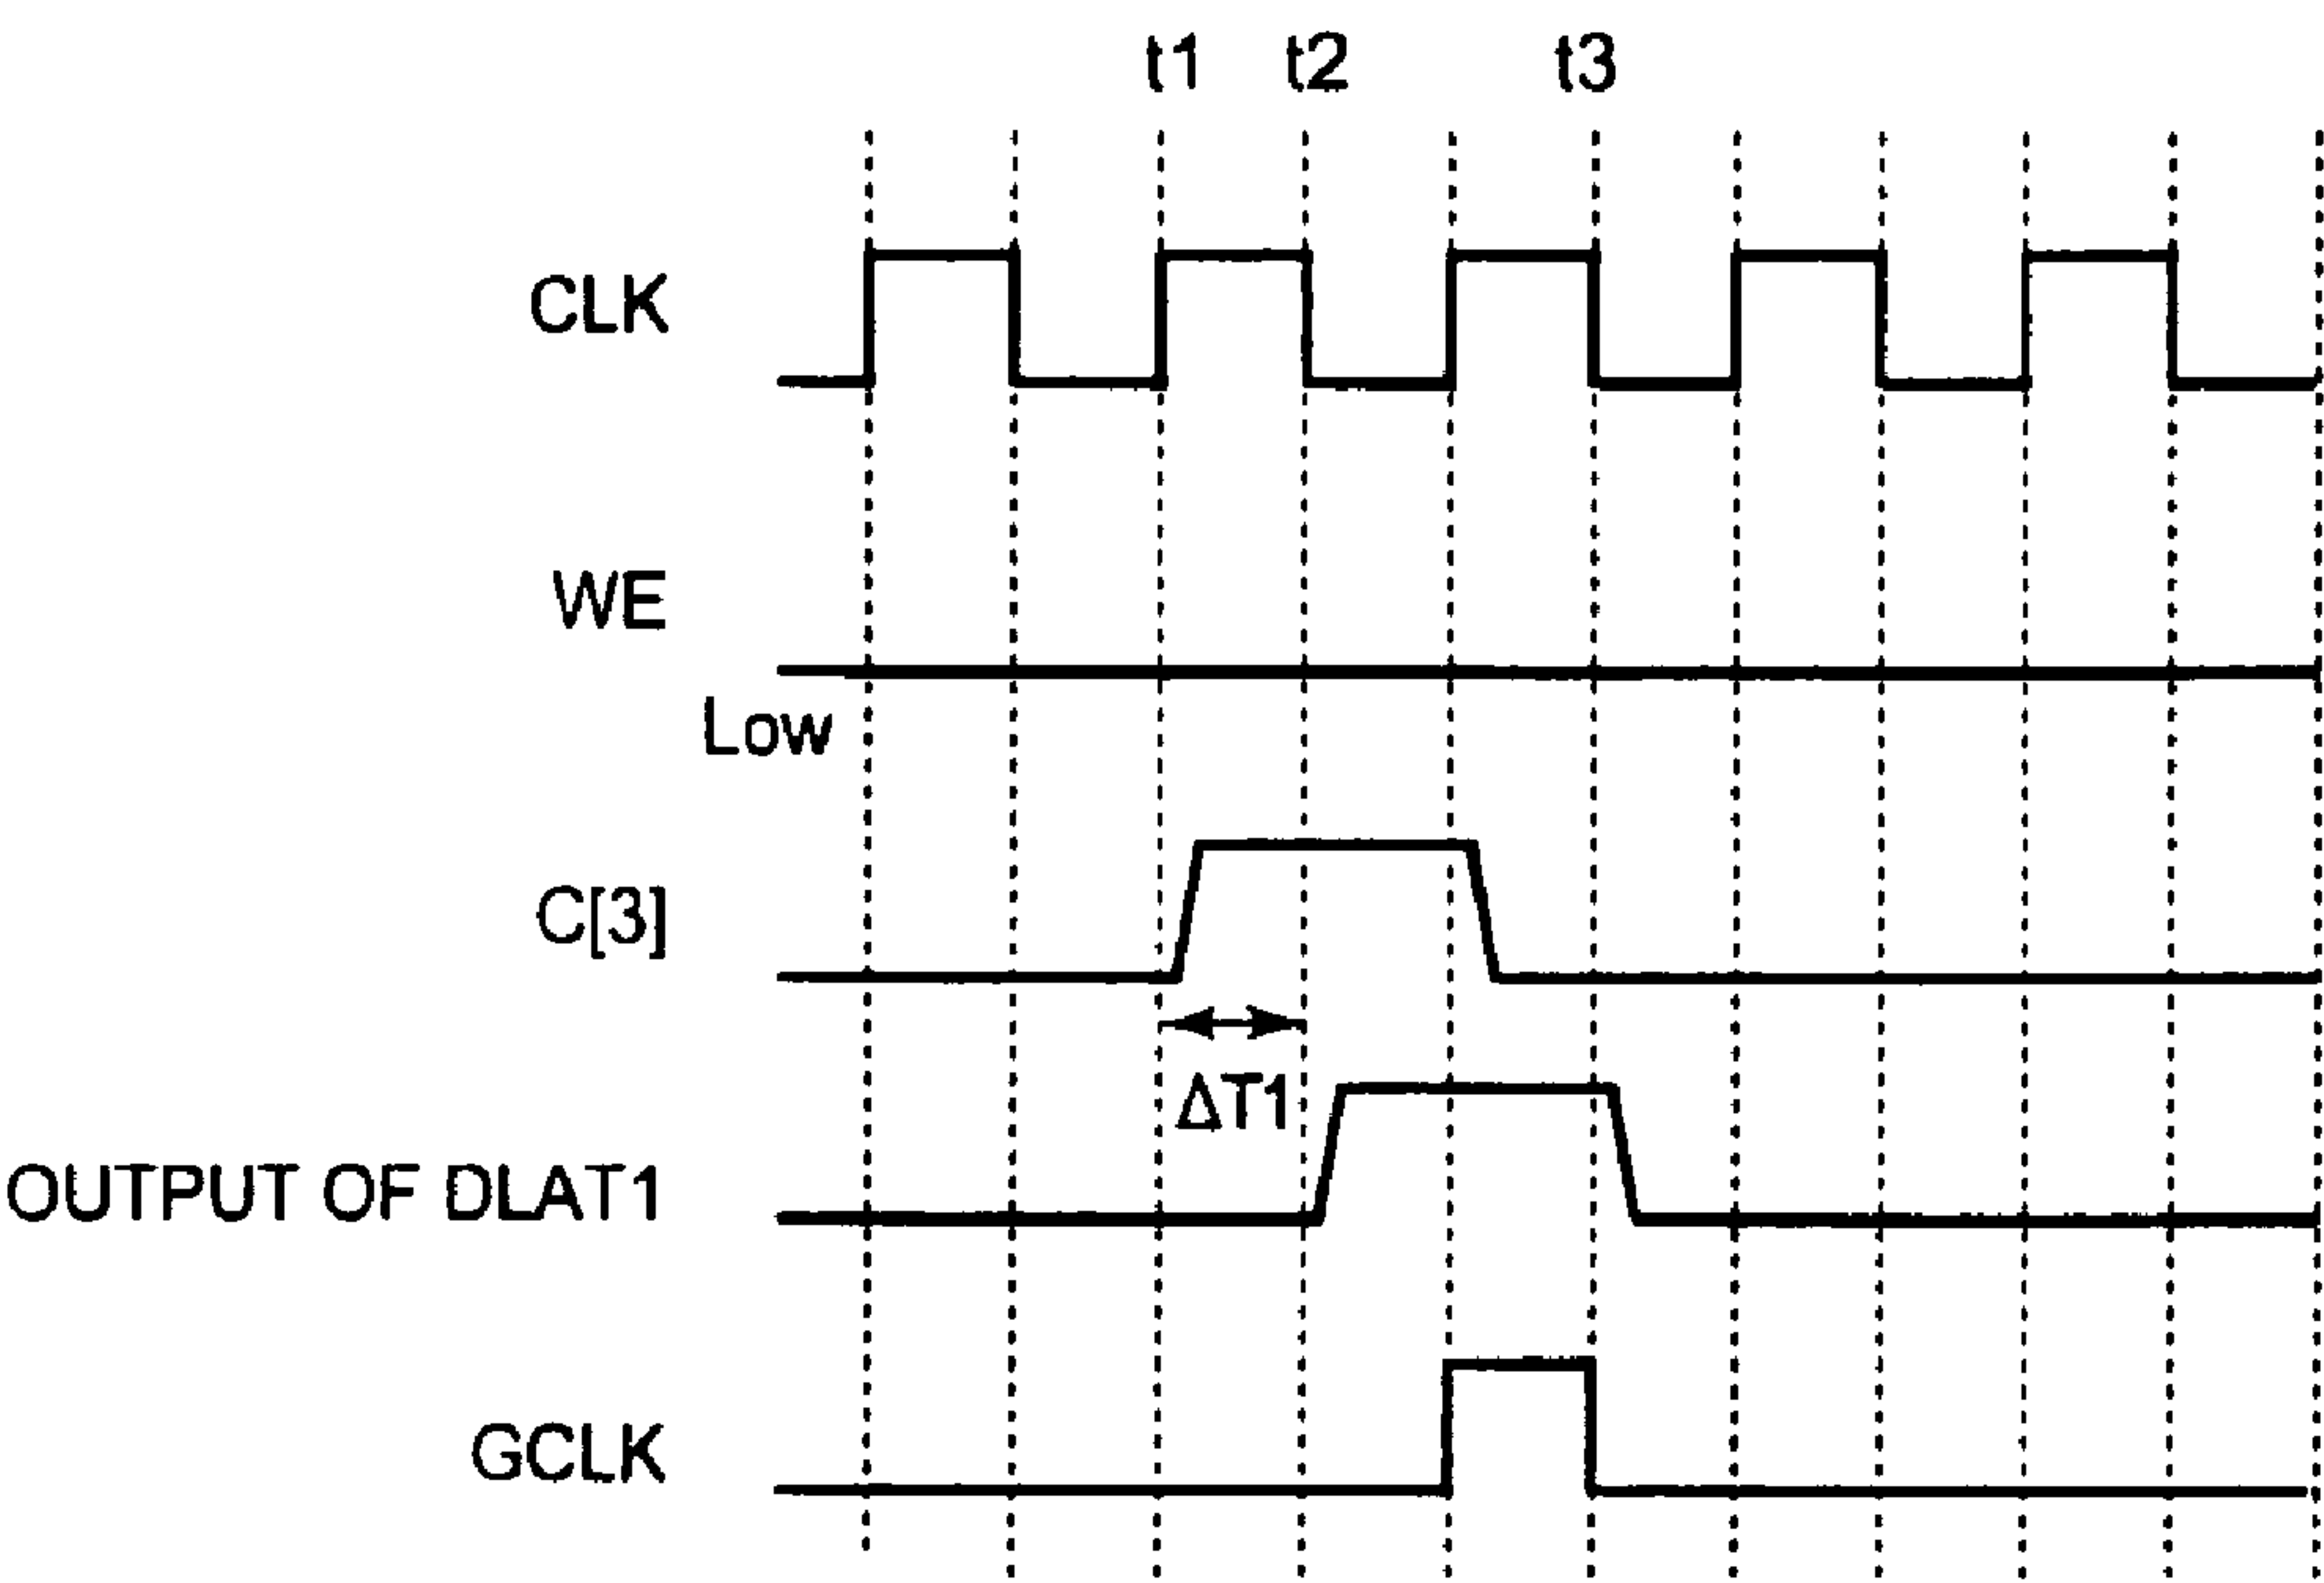 t1 t2 t3
CLK
WE
Low
C[3]
ΔT1
OUTPUT OF DLAT1
GCLK